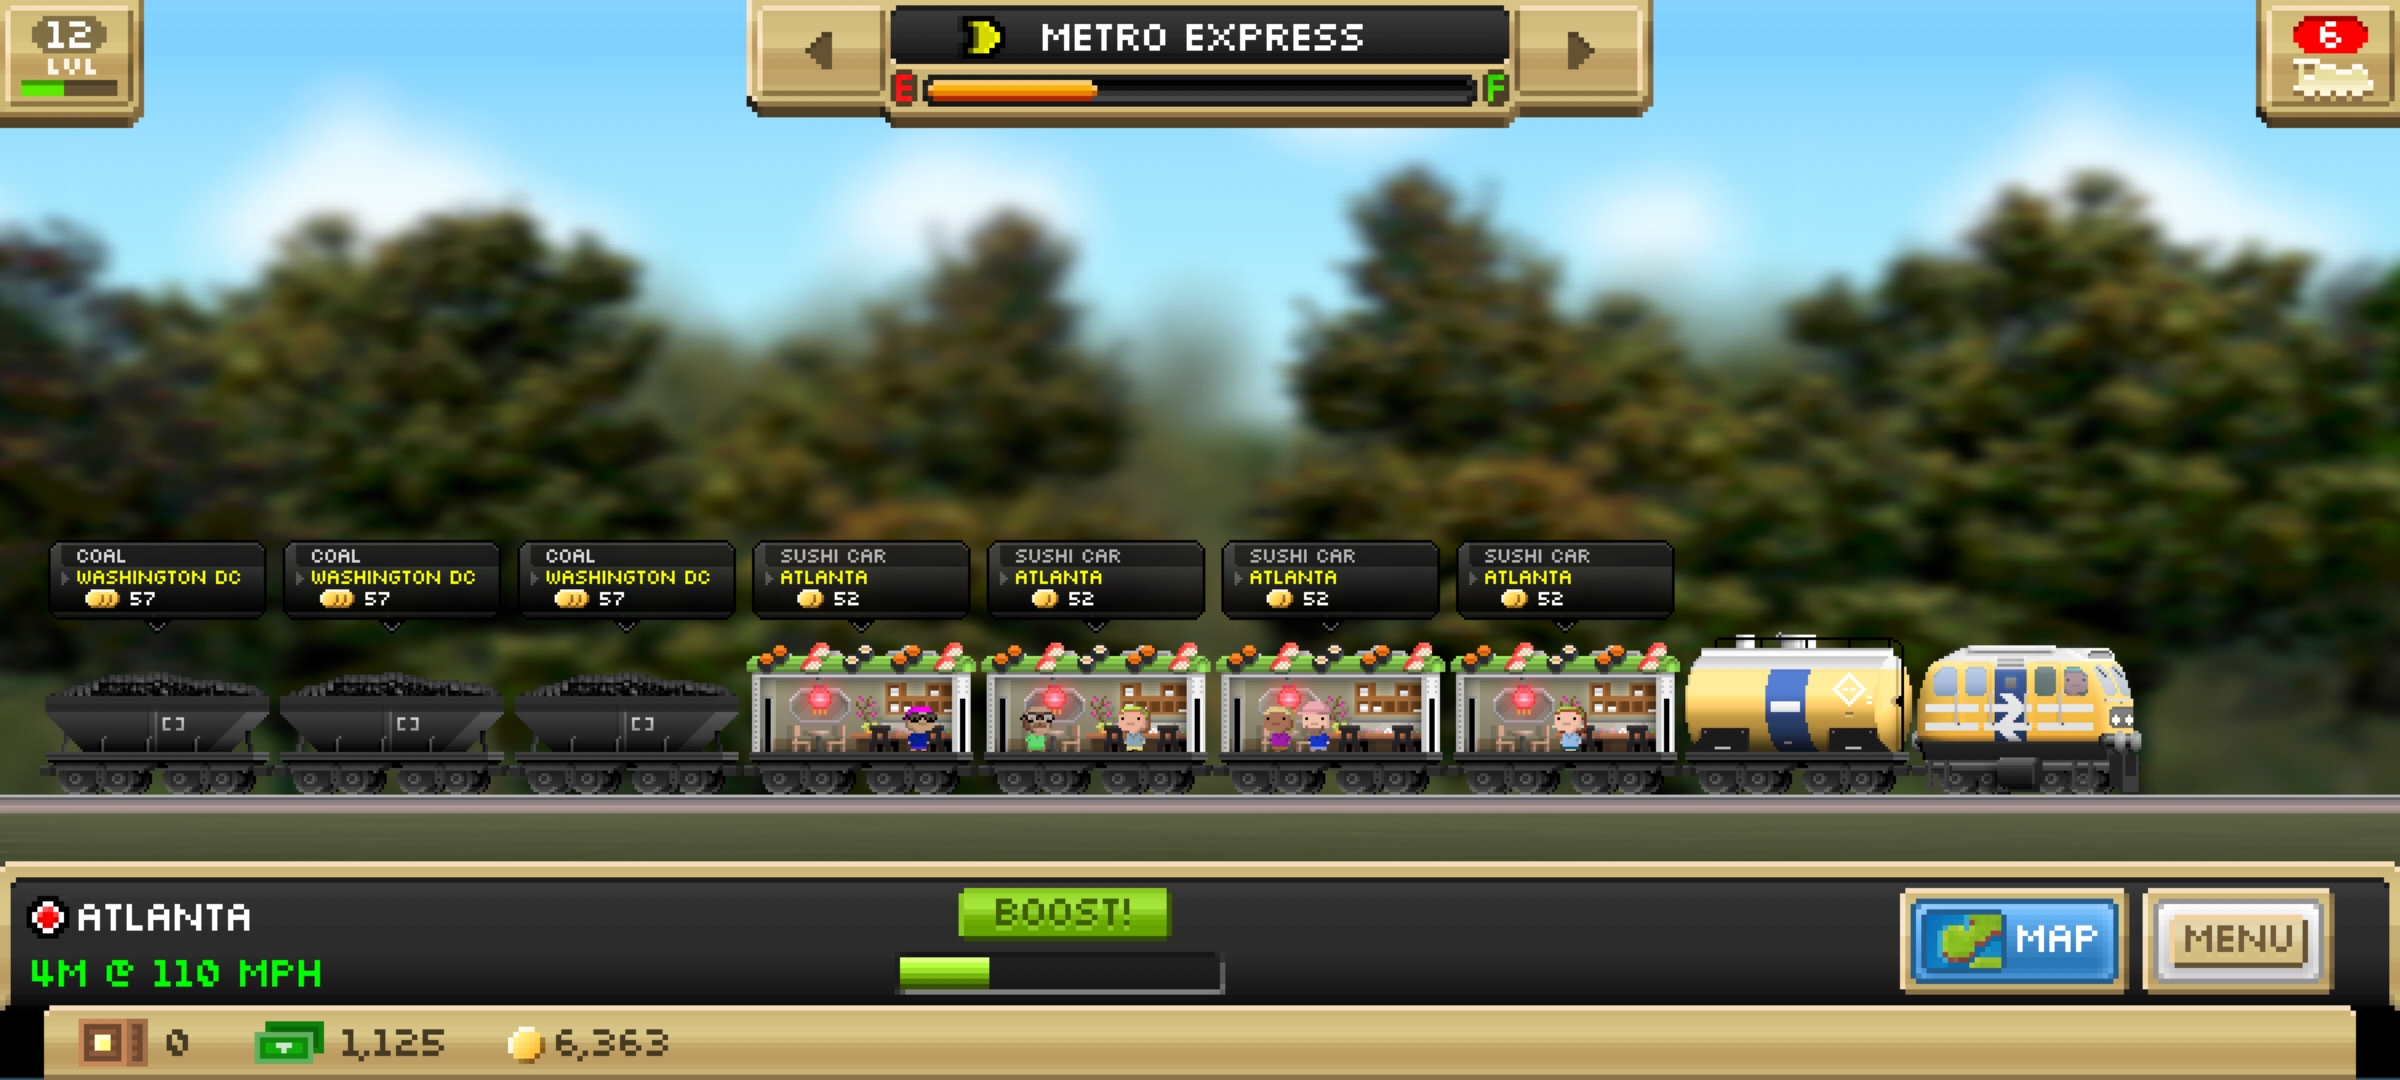 12
LVL
METRO EXPRESS
E F
6
COAL
WASHINGTON DC
57
COAL
WASHINGTON DC
57
COAL
WASHINGTON DC
57
SUSHI CAR
ATLANTA
52
SUSHI CAR
ATLANTA
52
SUSHI CAR
ATLANTA
52
SUSHI CAR
ATLANTA
52
ATLANTA
4M @ 110 MPH
BOOST!
MAP
MENU
0
1,125
6,363